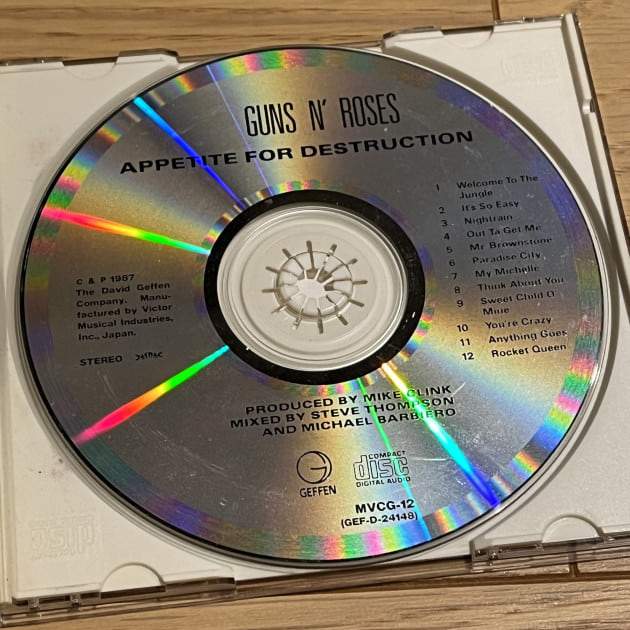 GUNS N' ROSES
APPETITE FOR DESTRUCTION
1 Welcome To The
Jungle
2 It's So Easy
3 Nightrain
4 Out Ta Get Me
5 Mr Brownstone
6 Paradise City
7 My Michelle
8 Think About You
9 Sweet Child O'
Mine
10 You're Crazy
11 Anything Goes
12 Rocket Queen
C & P 1987
The David Geffen
Company. Manu-
factured by Victor
Musical Industries,
Inc., Japan.
STEREO JASRAC
PRODUCED BY MIKE CLINK
MIXED BY STEVE THOMPSON
AND MICHAEL BARBIERO
GEFFEN
COMPACT
disc
DIGITAL AUDIO
MVCG-12
(GEF-D-24148)